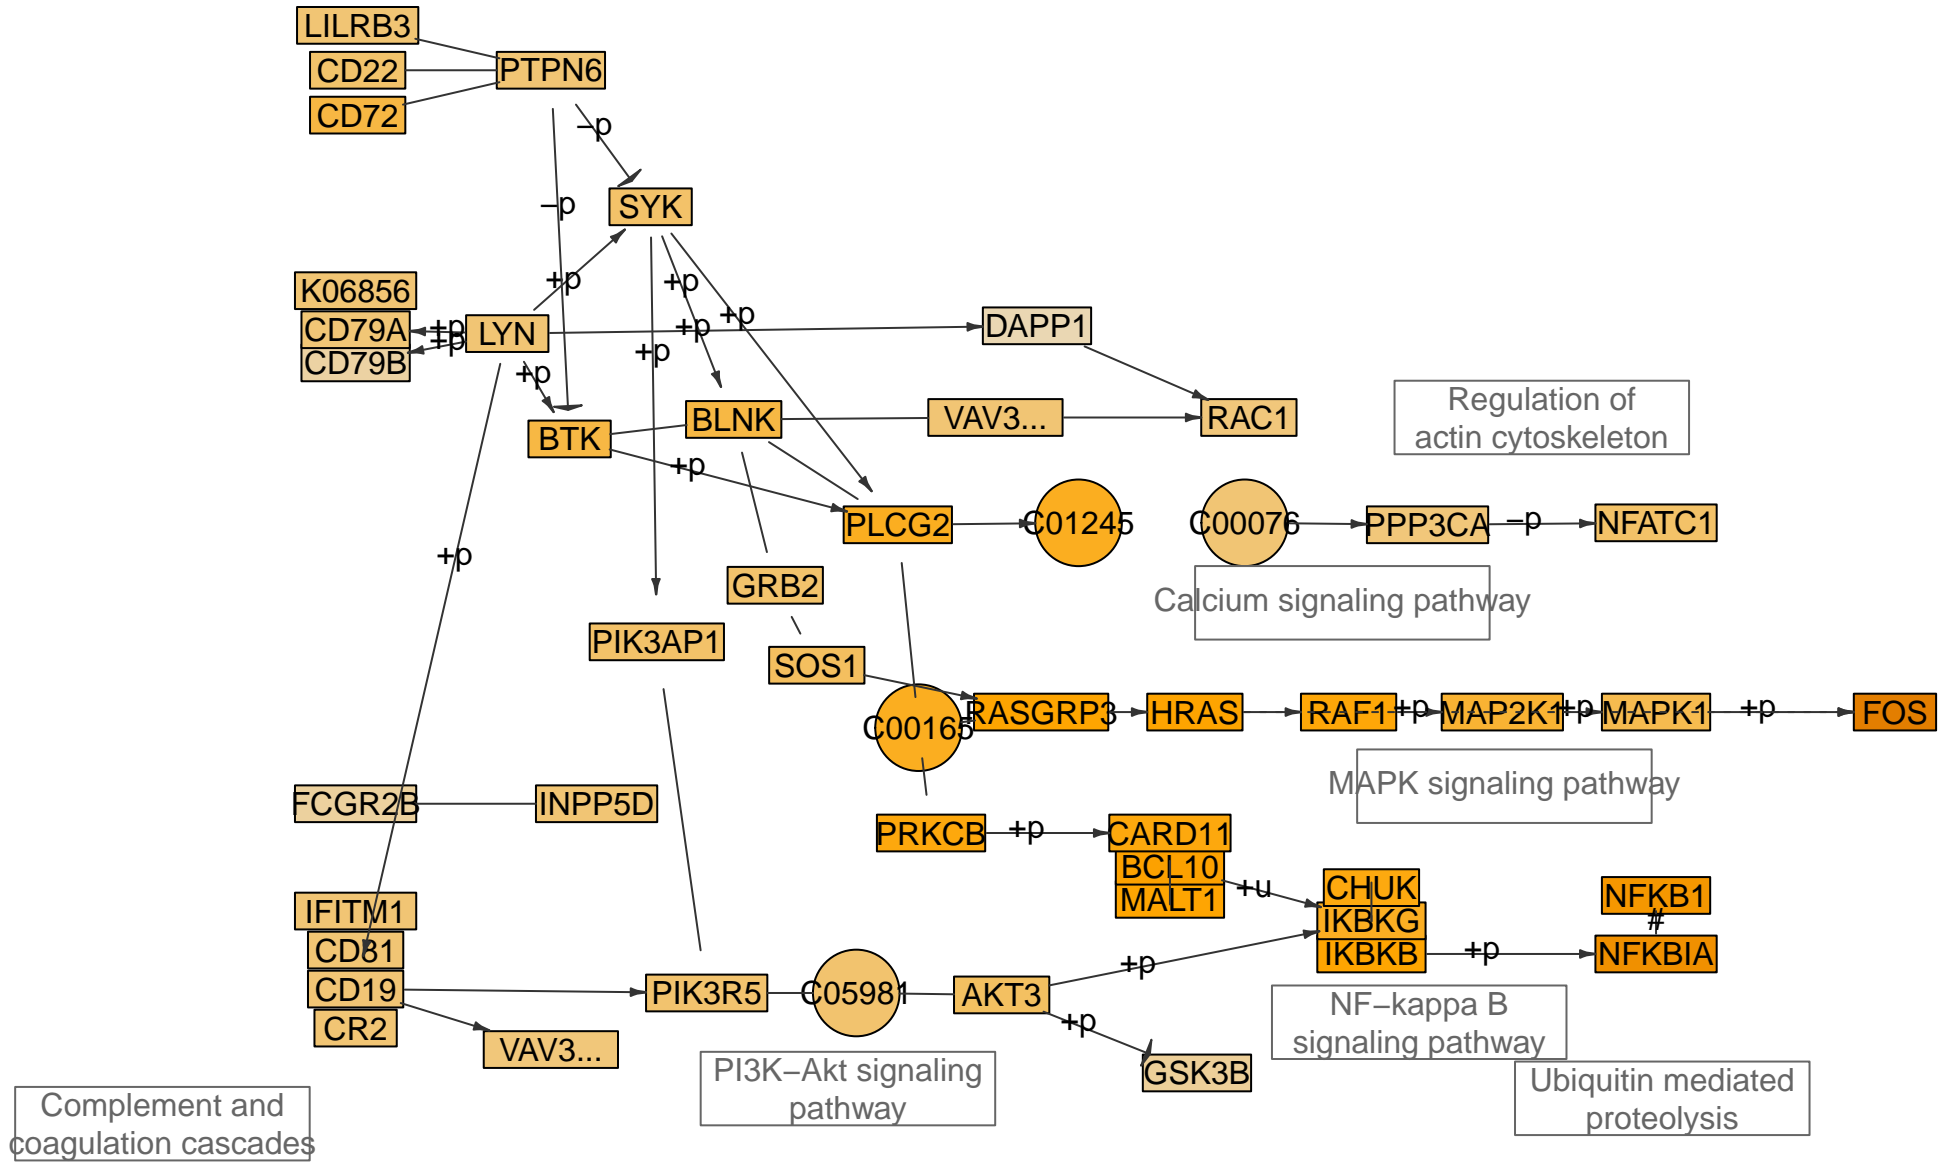 LILRB3
CD22
CD72
PTPN6
–p
–p
SYK
+p
+p
+p
+p
+p
K06856
CD79A
CD79B
+p
+p
LYN
+p
DAPP1
BTK
BLNK
VAV3...
RAC1
Regulation of
actin cytoskeleton
+p
PLCG2
C01245
C00076
PPP3CA
–p
NFATC1
+p
GRB2
Calcium signaling pathway
PIK3AP1
SOS1
C00165
RASGRP3
HRAS
RAF1
+p
MAP2K1
+p
MAPK1
+p
FOS
MAPK signaling pathway
FCGR2B
INPP5D
PRKCB
+p
CARD11
BCL10
MALT1
+u
CHUK
IKBKG
IKBKB
+p
NFKB1
#
NFKBIA
IFITM1
CD81
CD19
CR2
VAV3...
PIK3R5
C05981
AKT3
+p
+p
GSK3B
NF–kappa B
signaling pathway
PI3K–Akt signaling
pathway
Ubiquitin mediated
proteolysis
Complement and
coagulation cascades